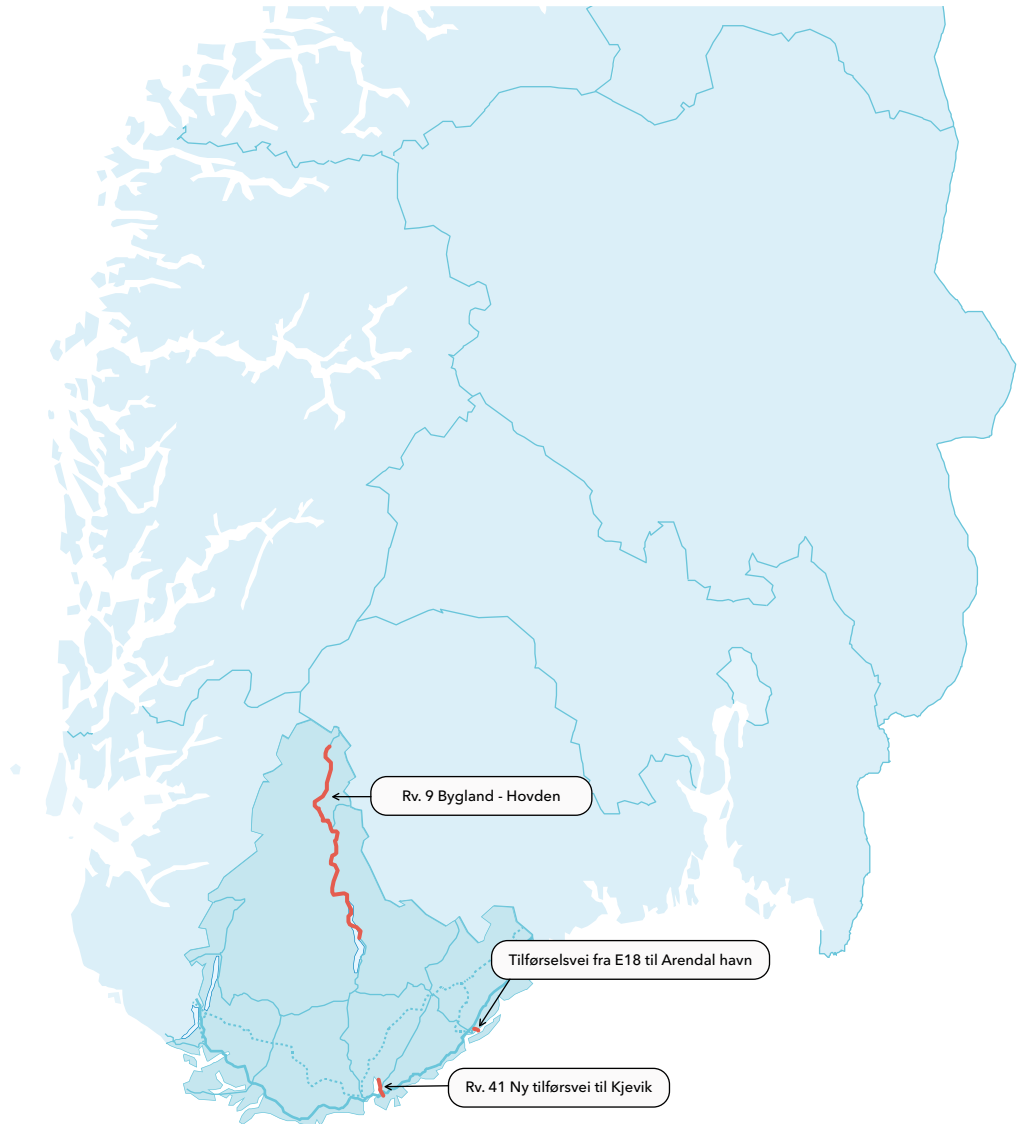 Rv. 9 Bygland - Hovden
Tilførselsvei fra E18 til Arendal havn
Rv. 41 Ny tilførsvei til Kjevik